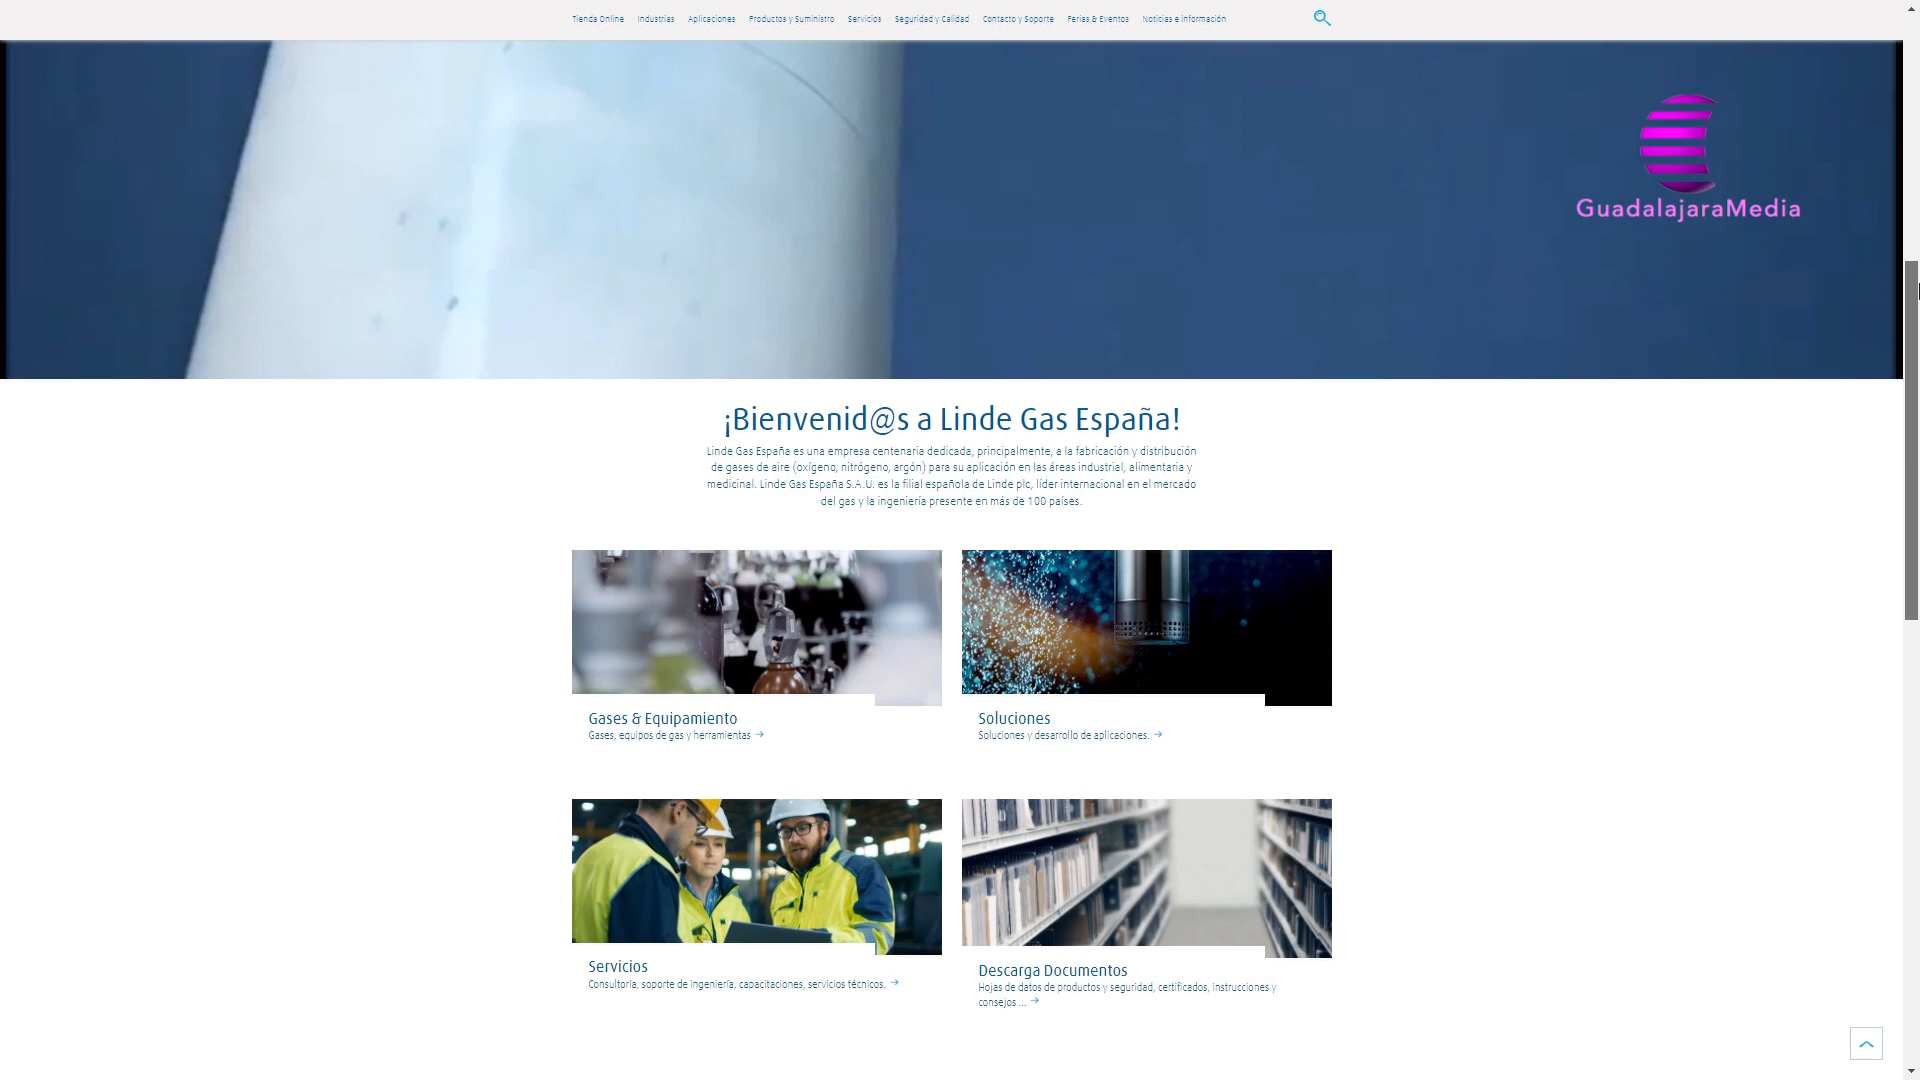 Tienda Online Industrias Aplicaciones Productos y Suministro Servicios Seguridad y Calidad Contacto y Soporte Ferias & Eventos Noticias e información
GuadalajaraMedia
¡Bienvenid@s a Linde Gas España!
Linde Gas España es una empresa centenaria dedicada, principalmente, a la fabricación y distribución
de gases de aire (oxígeno, nitrógeno, argón) para su aplicación en las áreas industrial, alimentaria y
medicinal. Linde Gas España S.A.U. es la filial española de Linde plc, líder internacional en el mercado
del gas y la ingeniería presente en más de 100 países.
Gases & Equipamiento
Gases, equipos de gas y herramientas
Soluciones
Soluciones y desarrollo de aplicaciones.
Servicios
Consultoría, soporte de ingeniería, capacitaciones, servicios técnicos.
Descarga Documentos
Hojas de datos de productos y seguridad, certificados, instrucciones y
consejos ...